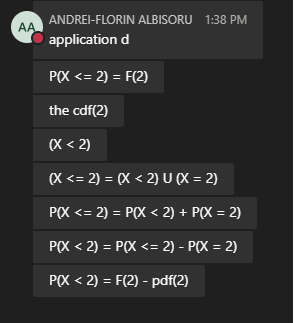 AA
ANDREI-FLORIN ALBISORU 1:38 PM
application d
P(X <= 2) = F(2)
the cdf(2)
(X < 2)
(X <= 2) = (X < 2) U (X = 2)
P(X <= 2) = P(X < 2) + P(X = 2)
P(X < 2) = P(X <= 2) - P(X = 2)
P(X < 2) = F(2) - pdf(2)